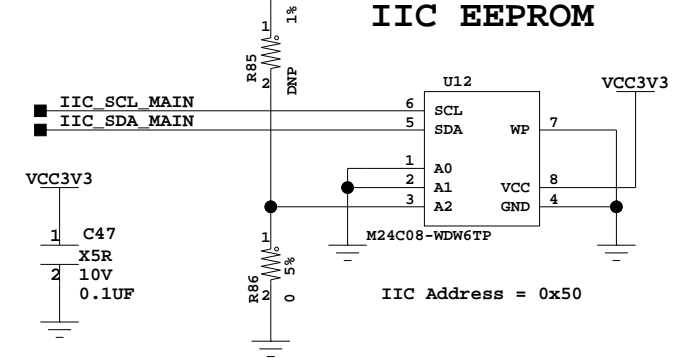 IIC EEPROM
1%
1
R85
2
DNP
U12
VCC3V3
IIC_SCL_MAIN
6
SCL
IIC_SDA_MAIN
5
SDA
WP
7
1
A0
2
A1
VCC
8
3
A2
GND
4
VCC3V3
M24C08-WDW6TP
1
C47
X5R
2
10V
0.1UF
1
R86
5%
2
0
IIC Address = 0x50